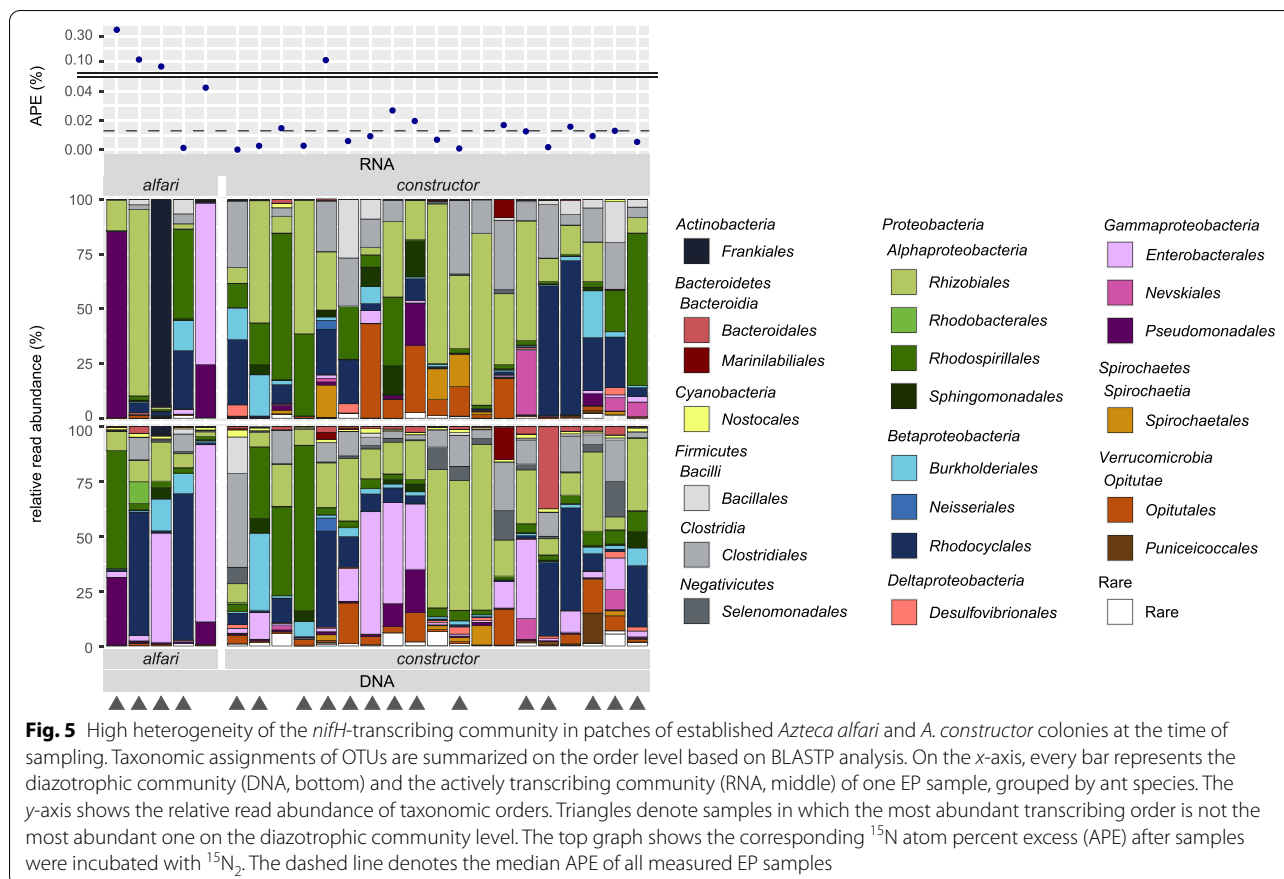 0.30
0.10
0.04
0.02
0.00
APE (%)
RNA
alfari
constructor
100
75
50
25
0
100
75
50
25
0
relative read abundance (%)
alfari
constructor
DNA
Actinobacteria
Frankiales
Bacteroidetes
Bacteroidia
Bacteroidales
Marinilabiliales
Cyanobacteria
Nostocales
Firmicutes
Bacilli
Bacillales
Clostridia
Clostridiales
Negativicutes
Selenomonadales
Proteobacteria
Alphaproteobacteria
Rhizobiales
Rhodobacterales
Rhodospirillales
Sphingomonadales
Betaproteobacteria
Burkholderiales
Neisseriales
Rhodocyclales
Deltaproteobacteria
Desulfovibrionales
Gammaproteobacteria
Enterobacterales
Nevskiales
Pseudomonadales
Spirochaetes
Spirochaetia
Spirochaetales
Verrucomicrobia
Opitutae
Opitutales
Puniceicoccales
Rare
Rare
Fig. 5 High heterogeneity of the nifH-transcribing community in patches of established Azteca alfari and A. constructor colonies at the time of
sampling. Taxonomic assignments of OTUs are summarized on the order level based on BLASTP analysis. On the x-axis, every bar represents the
diazotrophic community (DNA, bottom) and the actively transcribing community (RNA, middle) of one EP sample, grouped by ant species. The
y-axis shows the relative read abundance of taxonomic orders. Triangles denote samples in which the most abundant transcribing order is not the
most abundant one on the diazotrophic community level. The top graph shows the corresponding ¹⁵N atom percent excess (APE) after samples
were incubated with ¹⁵N₂. The dashed line denotes the median APE of all measured EP samples